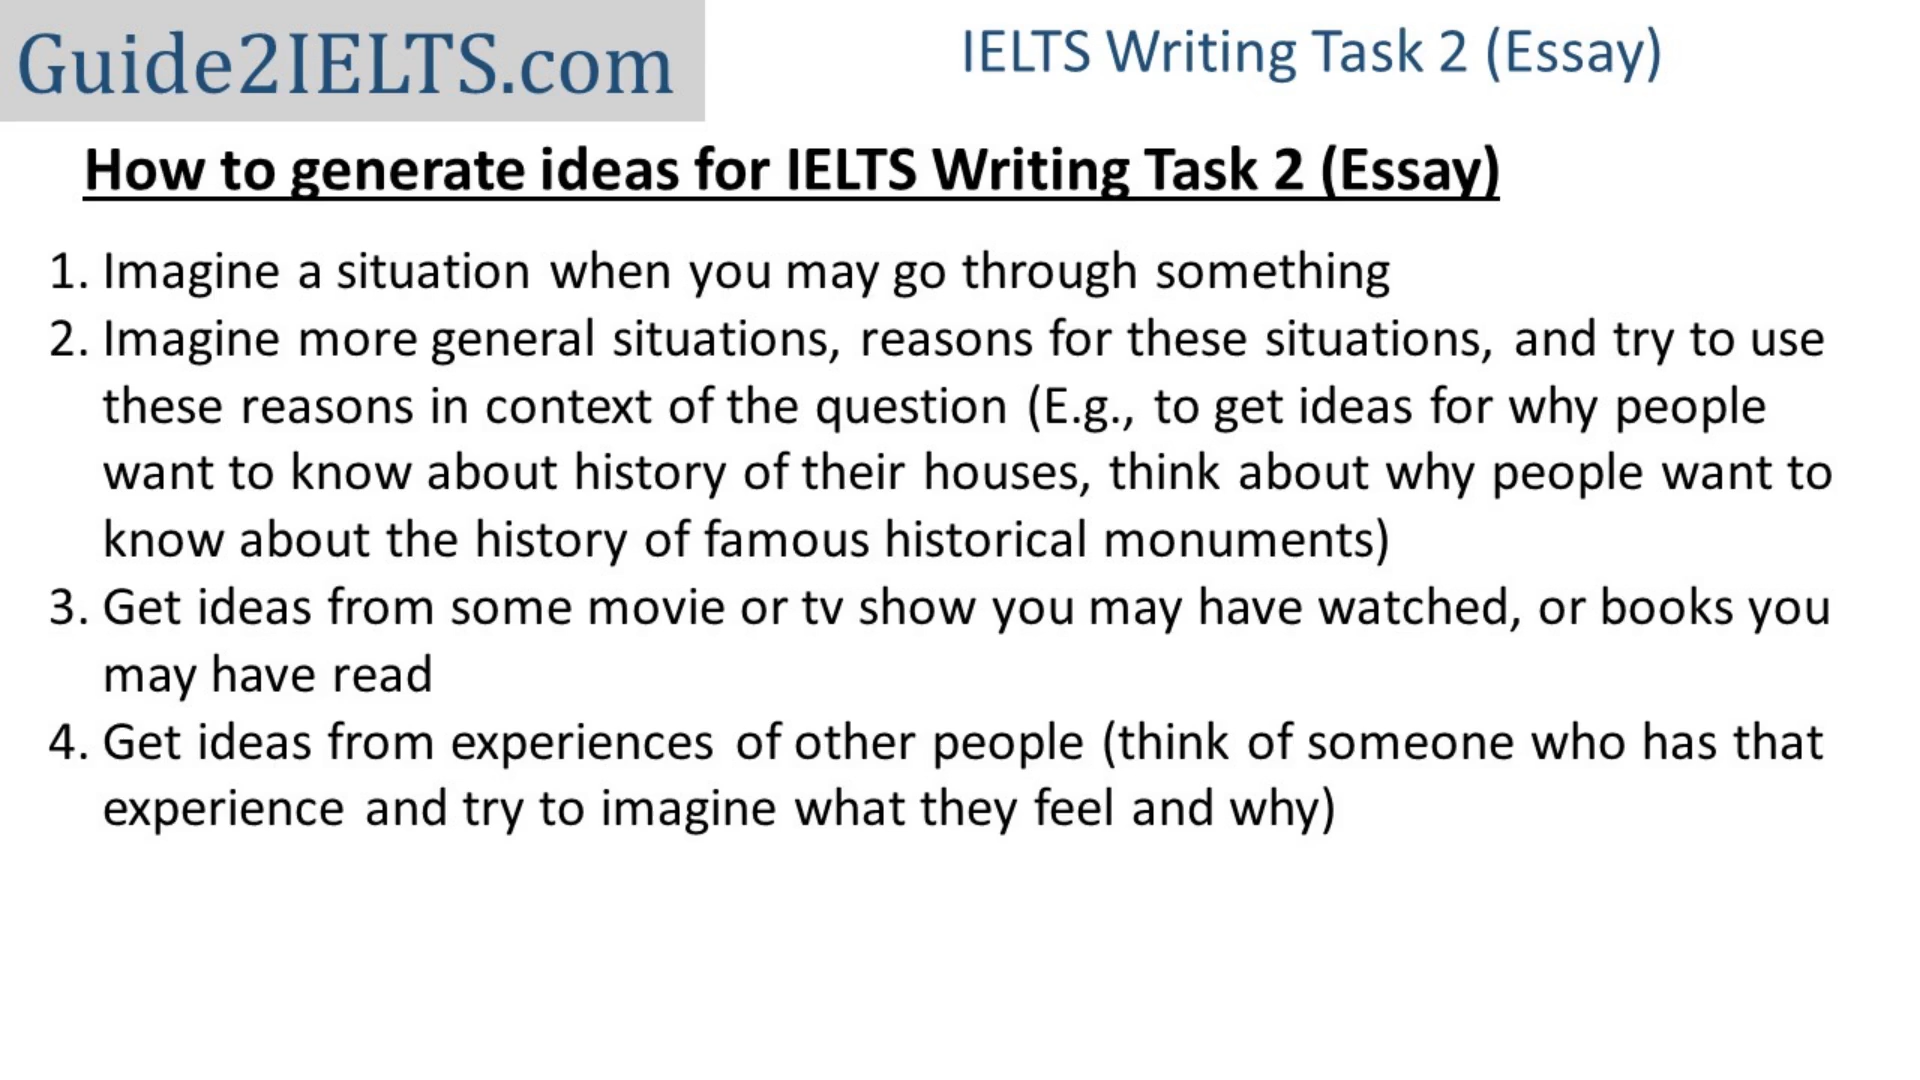 Guide2IELTS.com
IELTS Writing Task 2 (Essay)
How to generate ideas for IELTS Writing Task 2 (Essay)
1. Imagine a situation when you may go through something
2. Imagine more general situations, reasons for these situations, and try to use
these reasons in context of the question (E.g., to get ideas for why people
want to know about history of their houses, think about why people want to
know about the history of famous historical monuments)
3. Get ideas from some movie or tv show you may have watched, or books you
may have read
4. Get ideas from experiences of other people (think of someone who has that
experience and try to imagine what they feel and why)